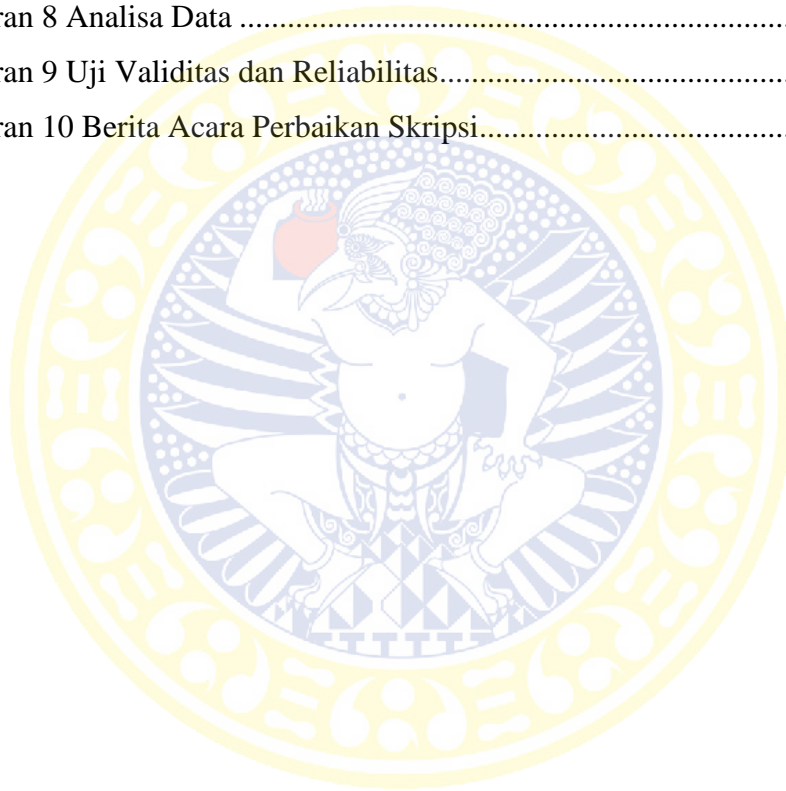 ran 8 Analisa Data ........................................................................
ran 9 Uji Validitas dan Reliabilitas...............................................
ran 10 Berita Acara Perbaikan Skripsi..........................................